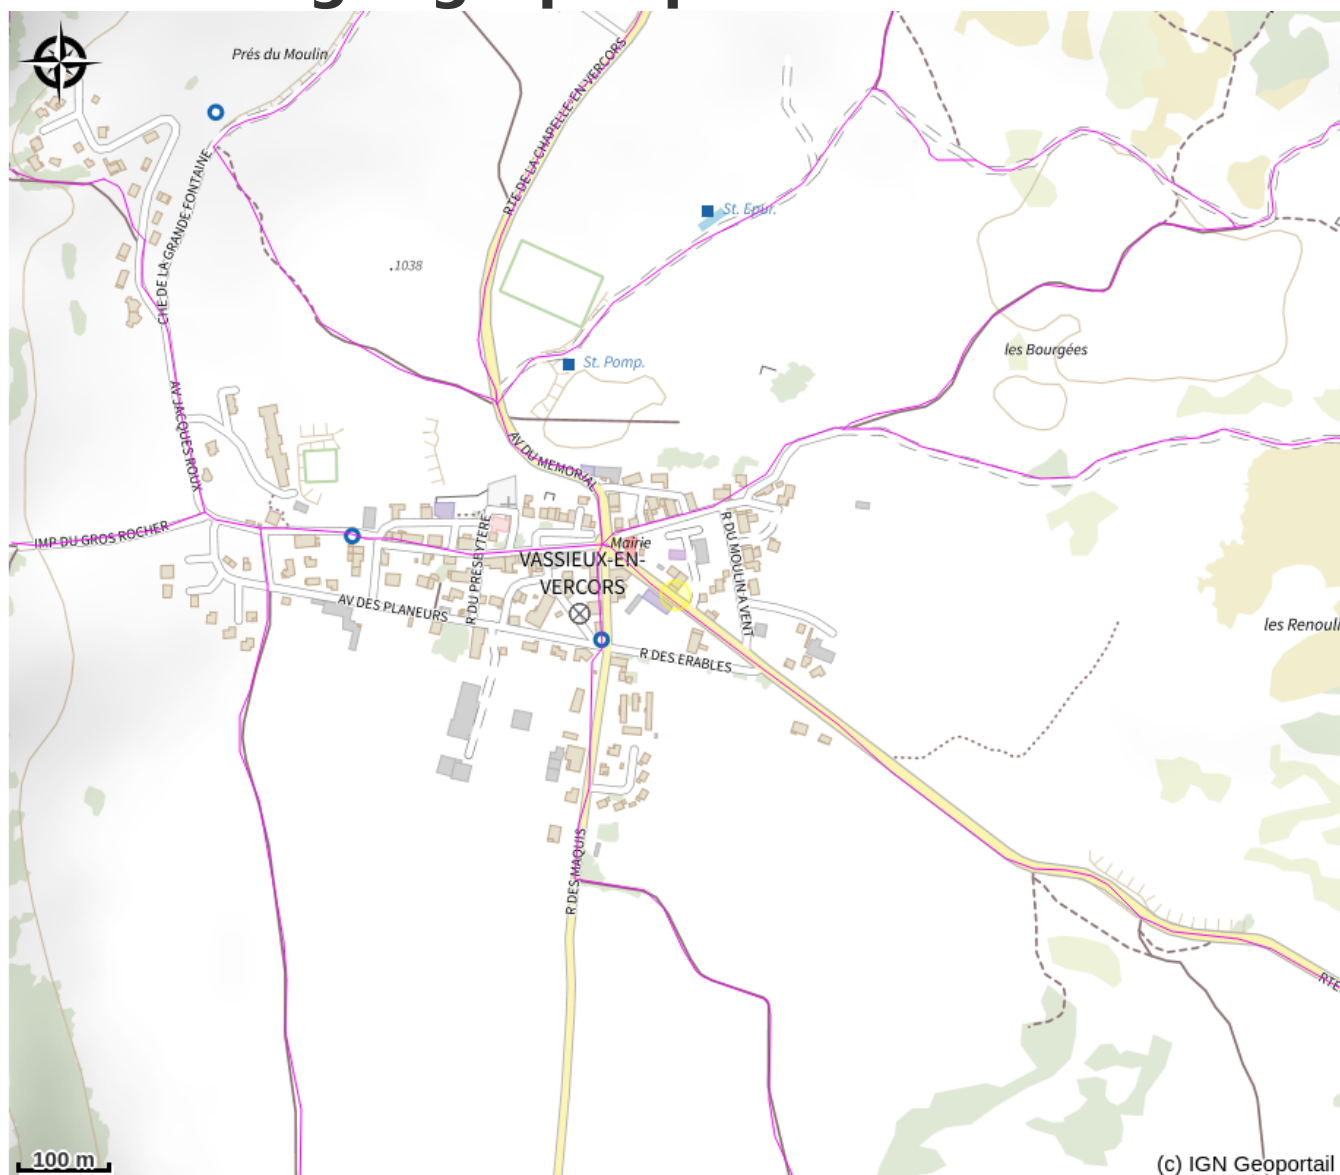 Prés du Moulin
RTE DE LA CHAPELLE-EN-VERCORS
CHE DE LA GRANDE FONTAINE
St. Epur.
.1038
les Bourgées
St. Pomp.
AV JACQUES ROUX
AV DU MEMORIAL
IMP DU GROS ROCHER
R DU PRESBYTERE
Mairie
R DU MOULIN A VENT
VASSIEUX-EN-
VERCORS
AV DES PLANEURS
les Renouli
R DES ERABLES
R DES MAQUIS
RTE
100 m
(c) IGN Geoportail